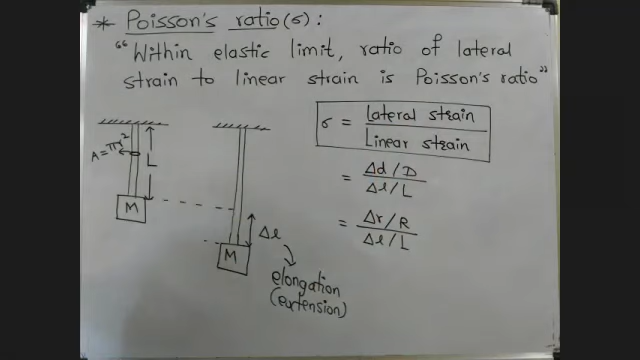 * Poisson's ratio (σ) :
"Within elastic limit, ratio of lateral
strain to linear strain is Poisson's ratio"
A = πr²
L
M
M
Δl
elongation
(extension)
σ = lateral strain / Linear strain
= Δd/D / Δl/L
= Δr/R / Δl/L